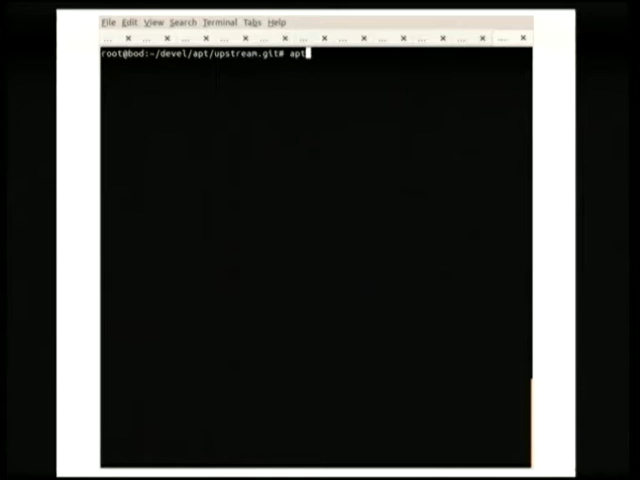 File Edit View Search Terminal Tabs Help
... × ... × ... × ... × ... × ... × ... × ... × ... × ... × ... ×
root@bod:~/devel/apt/upstream.git# apt